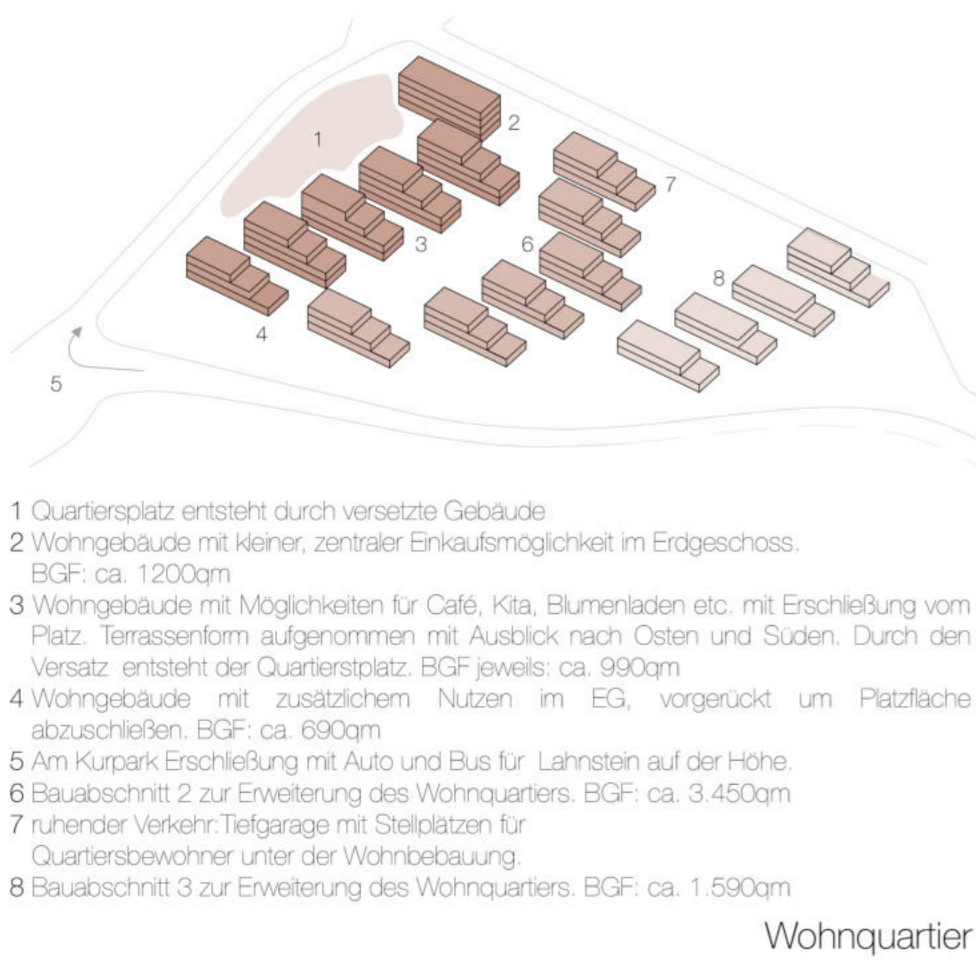 1
2
7
3
6
8
4
5
1 Quartiersplatz entsteht durch versetzte Gebäude
2 Wohngebäude mit kleiner, zentraler Einkaufsmöglichkeit im Erdgeschoss.
BGF: ca. 1200qm
3 Wohngebäude mit Möglichkeiten für Café, Kita, Blumenladen etc. mit Erschließung vom
Platz. Terrassenform aufgenommen mit Ausblick nach Osten und Süden. Durch den
Versatz entsteht der Quartierstplatz. BGF jeweils: ca. 990qm
4 Wohngebäude mit zusätzlichem Nutzen im EG, vorgerückt um Platzfläche
abzuschließen. BGF: ca. 690qm
5 Am Kurpark Erschließung mit Auto und Bus für Lahnstein auf der Höhe.
6 Bauabschnitt 2 zur Erweiterung des Wohnquartiers. BGF: ca. 3.450qm
7 ruhender Verkehr:Tiefgarage mit Stellplätzen für
Quartiersbewohner unter der Wohnbebauung.
8 Bauabschnitt 3 zur Erweiterung des Wohnquartiers. BGF: ca. 1.590qm
Wohnquartier